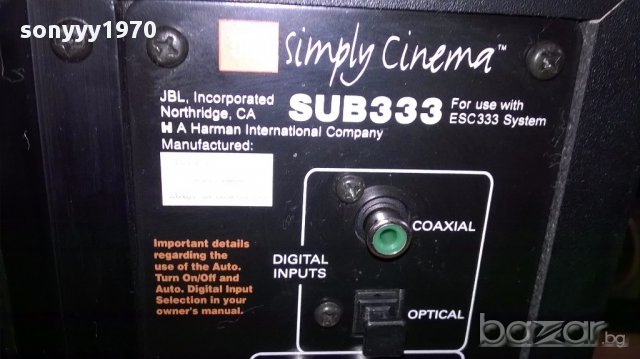 sonyyy1970
Simply Cinema™
JBL, Incorporated
Northridge, CA
H A Harman International Company
Manufactured:
SUB333
For use with
ESC333 System
Important details
regarding the
use of the Auto.
Turn On/Off and
Auto. Digital Input
Selection in your
owner's manual.
DIGITAL
INPUTS
COAXIAL
OPTICAL
bazar.bg